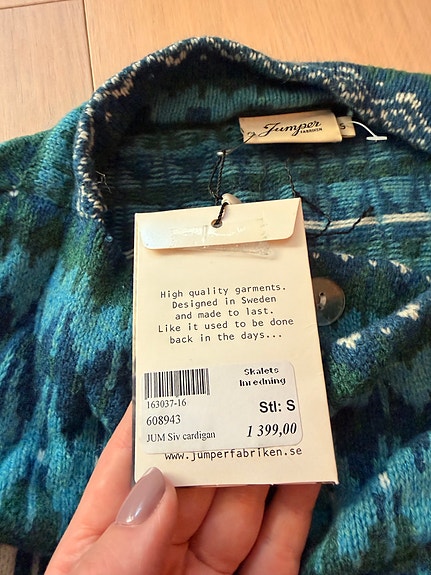 Jumper
FABRIKEN
S
High quality garments.
Designed in Sweden
and made to last.
Like it used to be done
back in the days...
Skalets
Inredning
163037-16
608943
Stl: S
JUM Siv cardigan
1 399,00
www.jumperfabriken.se